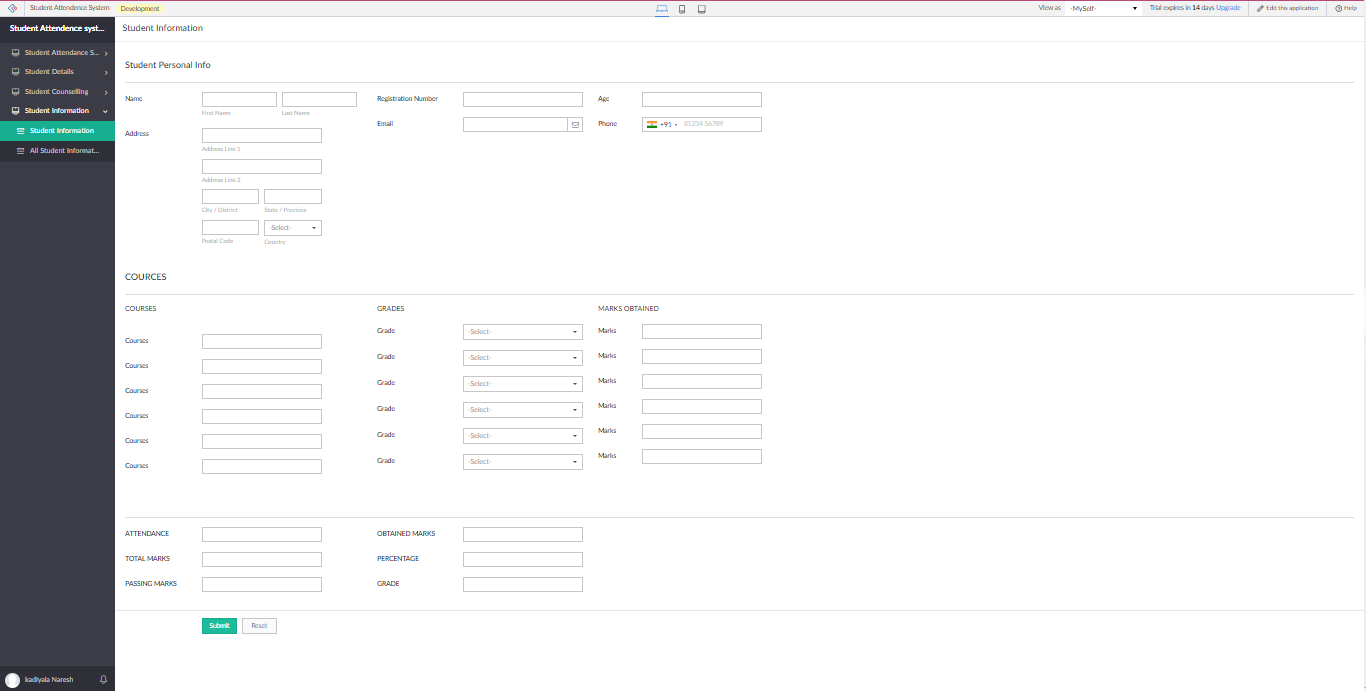 Student Attendence System Development View as -MySelf- Trial expires in 14 days Upgrade Edit this application Help
Student Attendence syst... Student Information
Student Attendance S...
Student Details
Student Counselling
Student Information
Student Information
All Student Informat...
Student Personal Info
Name Registration Number Age
First Name Last Name
Email Phone +91 81234 56789
Address
Address Line 1
Address Line 2
City / District State / Province
-Select-
Postal Code Country
COURCES
COURSES GRADES MARKS OBTAINED
Courses Grade -Select- Marks
Courses Grade -Select- Marks
Courses Grade -Select- Marks
Courses Grade -Select- Marks
Courses Grade -Select- Marks
Courses Grade -Select- Marks
ATTENDANCE OBTAINED MARKS
TOTAL MARKS PERCENTAGE
PASSING MARKS GRADE
Submit Reset
kadiyala Naresh